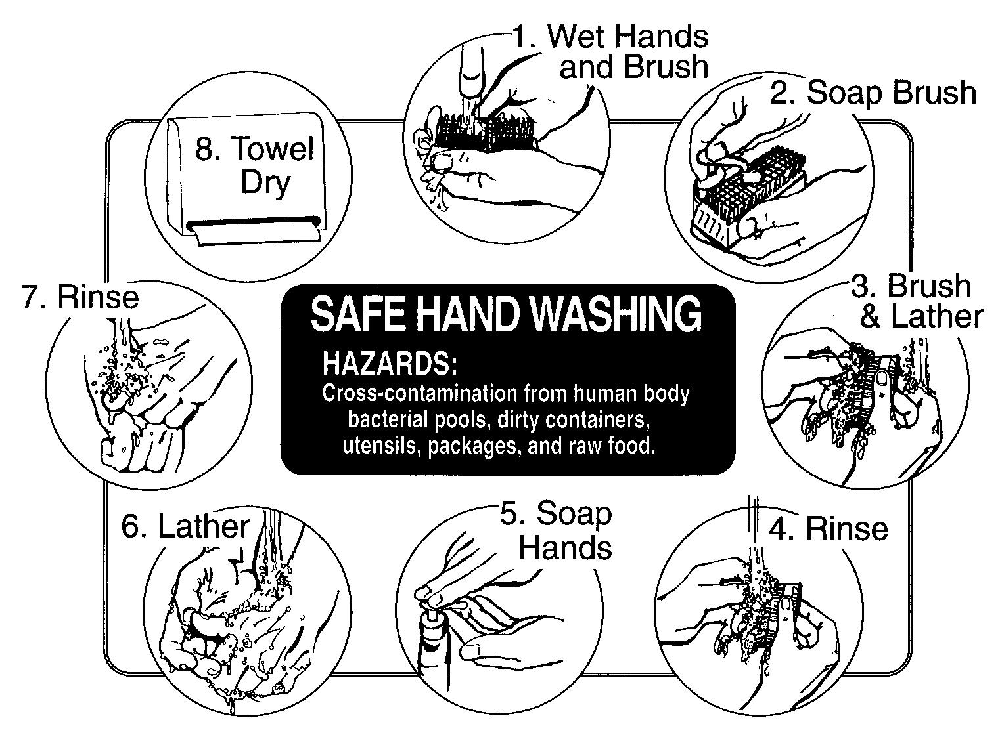 1. Wet Hands
and Brush
2. Soap Brush
3. Brush
& Lather
4. Rinse
5. Soap
Hands
6. Lather
7. Rinse
8. Towel
Dry
SAFE HAND WASHING
HAZARDS:
Cross-contamination from human body
bacterial pools, dirty containers,
utensils, packages, and raw food.